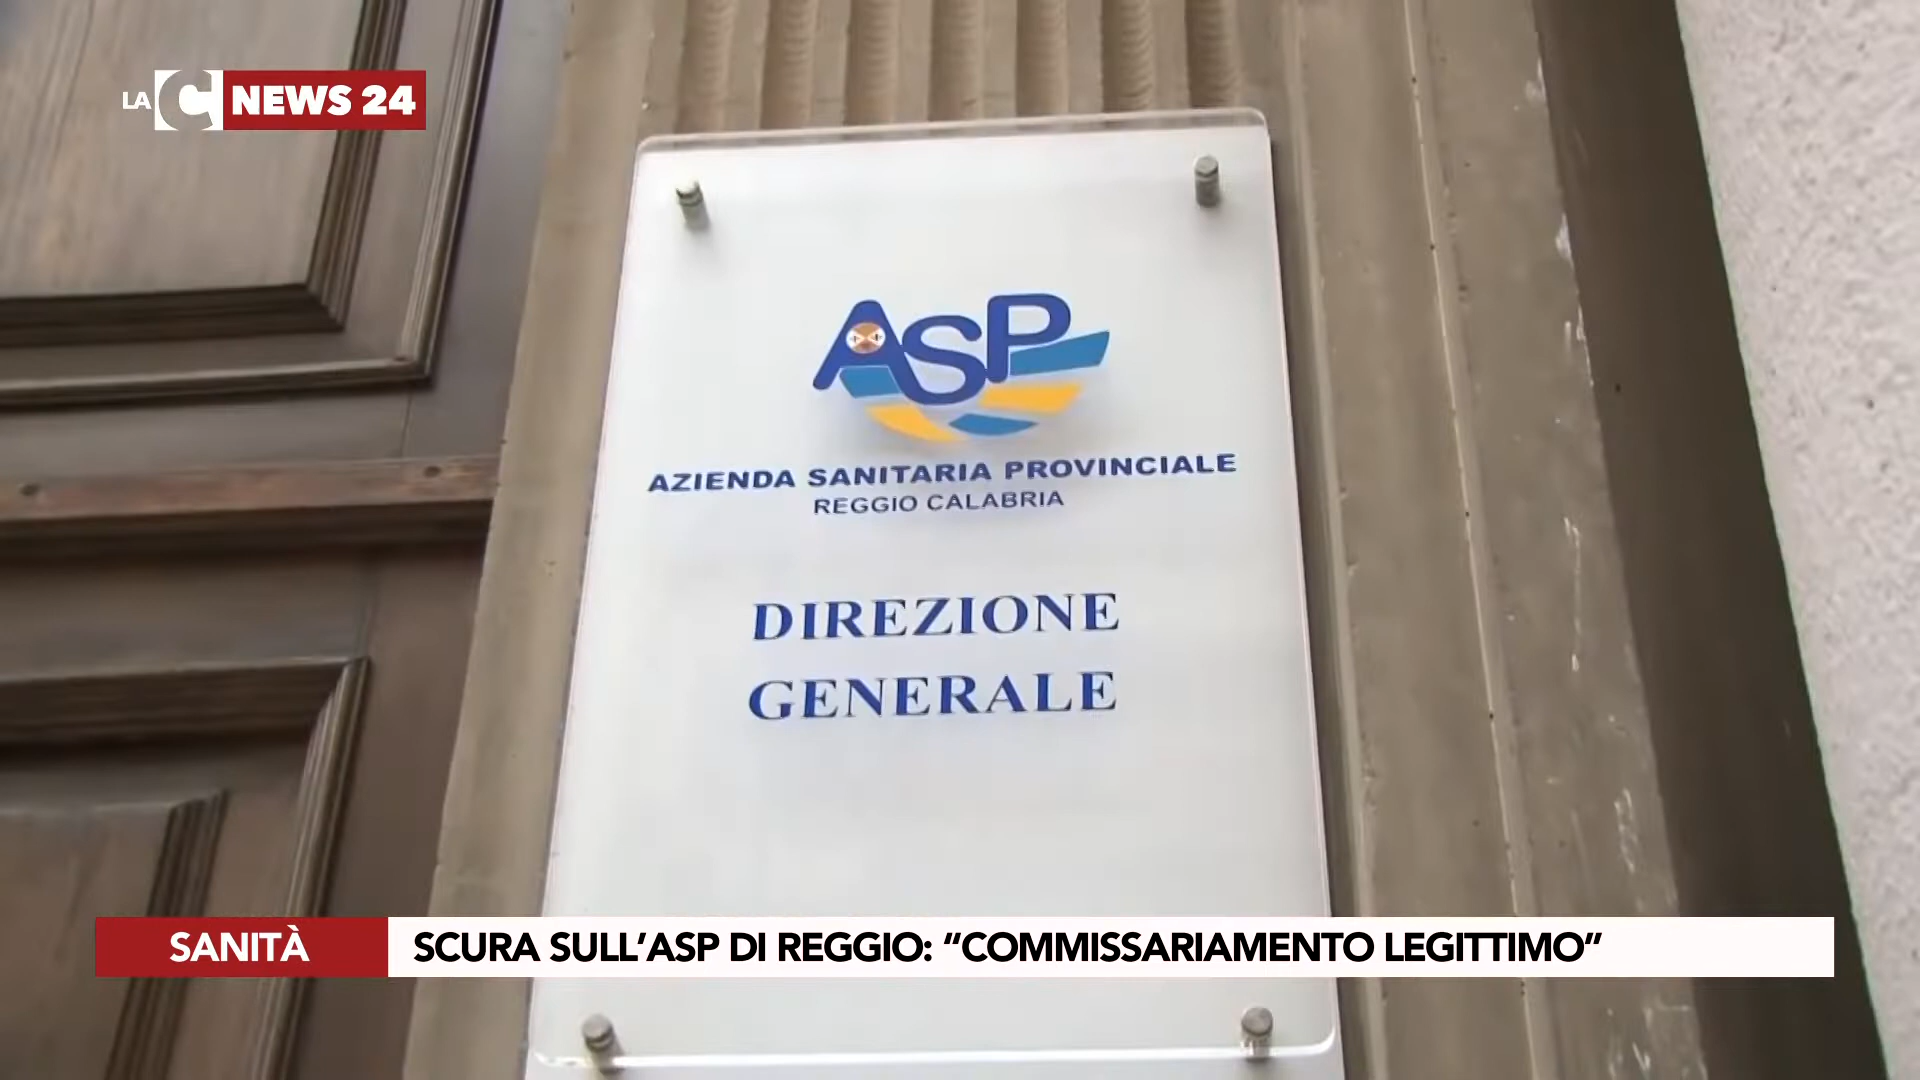 LA C NEWS 24
ASP
AZIENDA SANITARIA PROVINCIALE
REGGIO CALABRIA
DIREZIONE
GENERALE
SANITÀ
SCURA SULL’ASP DI REGGIO: “COMMISSARIAMENTO LEGITTIMO”